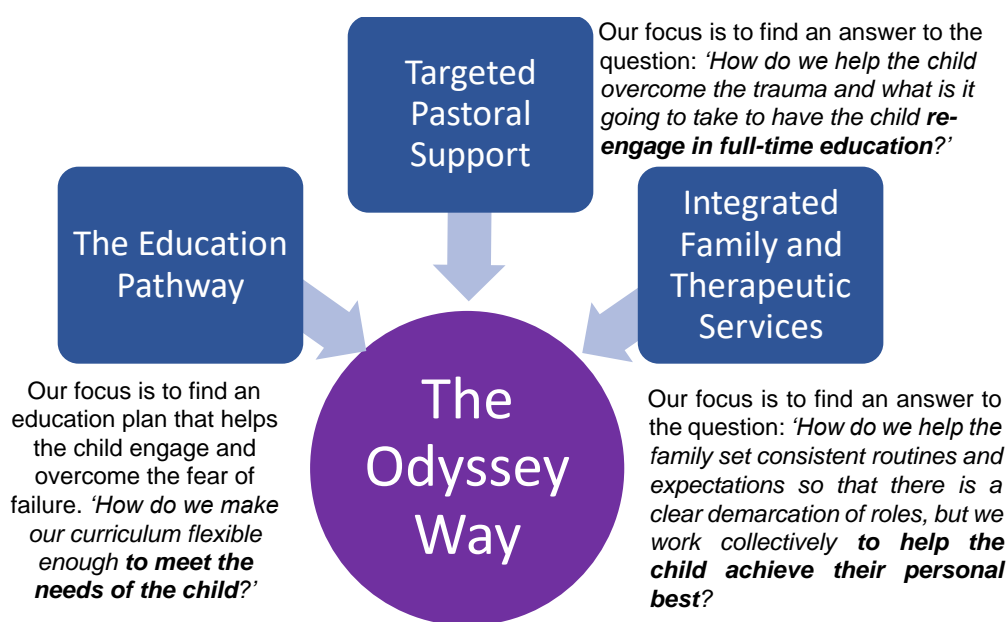 Targeted
Pastoral
Support
Our focus is to find an answer to the
question: ‘How do we help the child
overcome the trauma and what is it
going to take to have the child re-
engage in full-time education?’
The Education
Pathway
Integrated
Family and
Therapeutic
Services
Our focus is to find an
education plan that helps
the child engage and
overcome the fear of
failure. ‘How do we make
our curriculum flexible
enough to meet the
needs of the child?’
The
Odyssey
Way
Our focus is to find an answer to
the question: ‘How do we help the
family set consistent routines and
expectations so that there is a
clear demarcation of roles, but we
work collectively to help the
child achieve their personal
best?